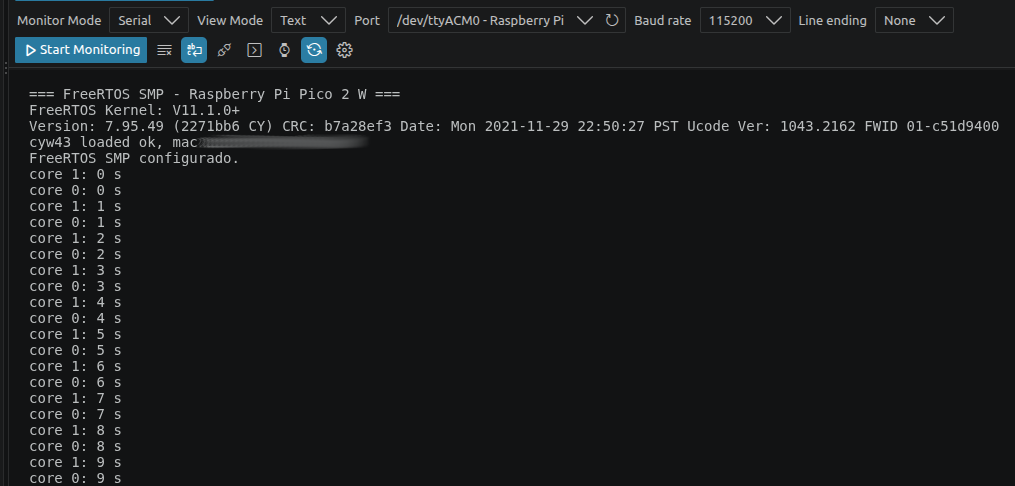 Monitor Mode Serial View Mode Text Port /dev/ttyACM0 - Raspberry Pi Baud rate 115200 Line ending None
Start Monitoring
=== FreeRTOS SMP - Raspberry Pi Pico 2 W ===
FreeRTOS Kernel: V11.1.0+
Version: 7.95.49 (2271bb6 CY) CRC: b7a28ef3 Date: Mon 2021-11-29 22:50:27 PST Ucode Ver: 1043.2162 FWID 01-c51d9400
cyw43 loaded ok, mac
FreeRTOS SMP configurado.
core 1: 0 s
core 0: 0 s
core 1: 1 s
core 0: 1 s
core 1: 2 s
core 0: 2 s
core 1: 3 s
core 0: 3 s
core 1: 4 s
core 0: 4 s
core 1: 5 s
core 0: 5 s
core 1: 6 s
core 0: 6 s
core 1: 7 s
core 0: 7 s
core 1: 8 s
core 0: 8 s
core 1: 9 s
core 0: 9 s